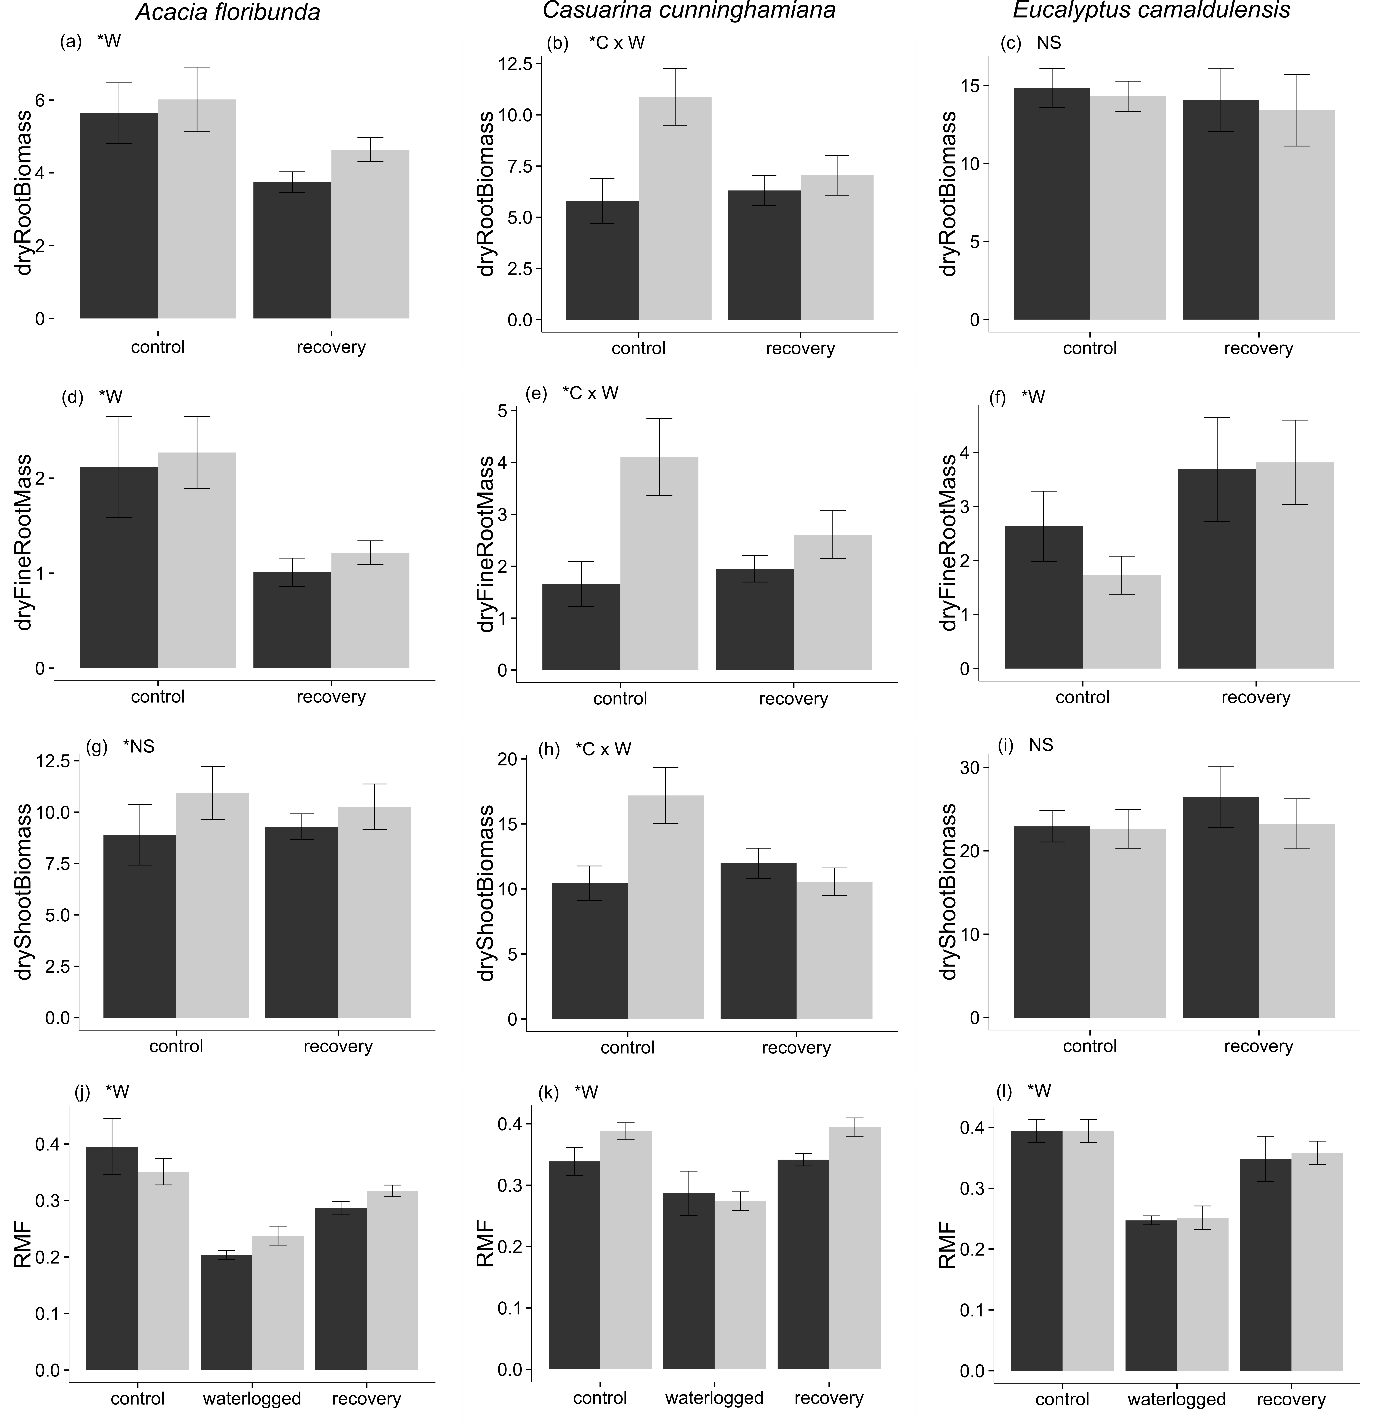 Acacia floribunda
Casuarina cunninghamiana
Eucalyptus camaldulensis
(a) *W
dryRootBiomass
6
4
2
0
control
recovery
(b) *C x W
dryRootBiomass
12.5
10.0
7.5
5.0
2.5
0.0
control
recovery
(c) NS
dryRootBiomass
15
10
5
0
control
recovery
(d) *W
dryFineRootMass
2
1
0
control
recovery
(e) *C x W
dryFineRootMass
5
4
3
2
1
0
control
recovery
(f) *W
dryFineRootMass
4
3
2
1
0
control
recovery
(g) *NS
dryShootBiomass
12.5
10.0
7.5
5.0
2.5
0.0
control
recovery
(h) *C x W
dryShootBiomass
20
15
10
5
0
control
recovery
(i) NS
dryShootBiomass
30
20
10
0
control
recovery
(j) *W
RMF
0.4
0.3
0.2
0.1
0.0
control
waterlogged
recovery
(k) *W
RMF
0.4
0.3
0.2
0.1
0.0
control
waterlogged
recovery
(l) *W
RMF
0.4
0.3
0.2
0.1
0.0
control
waterlogged
recovery